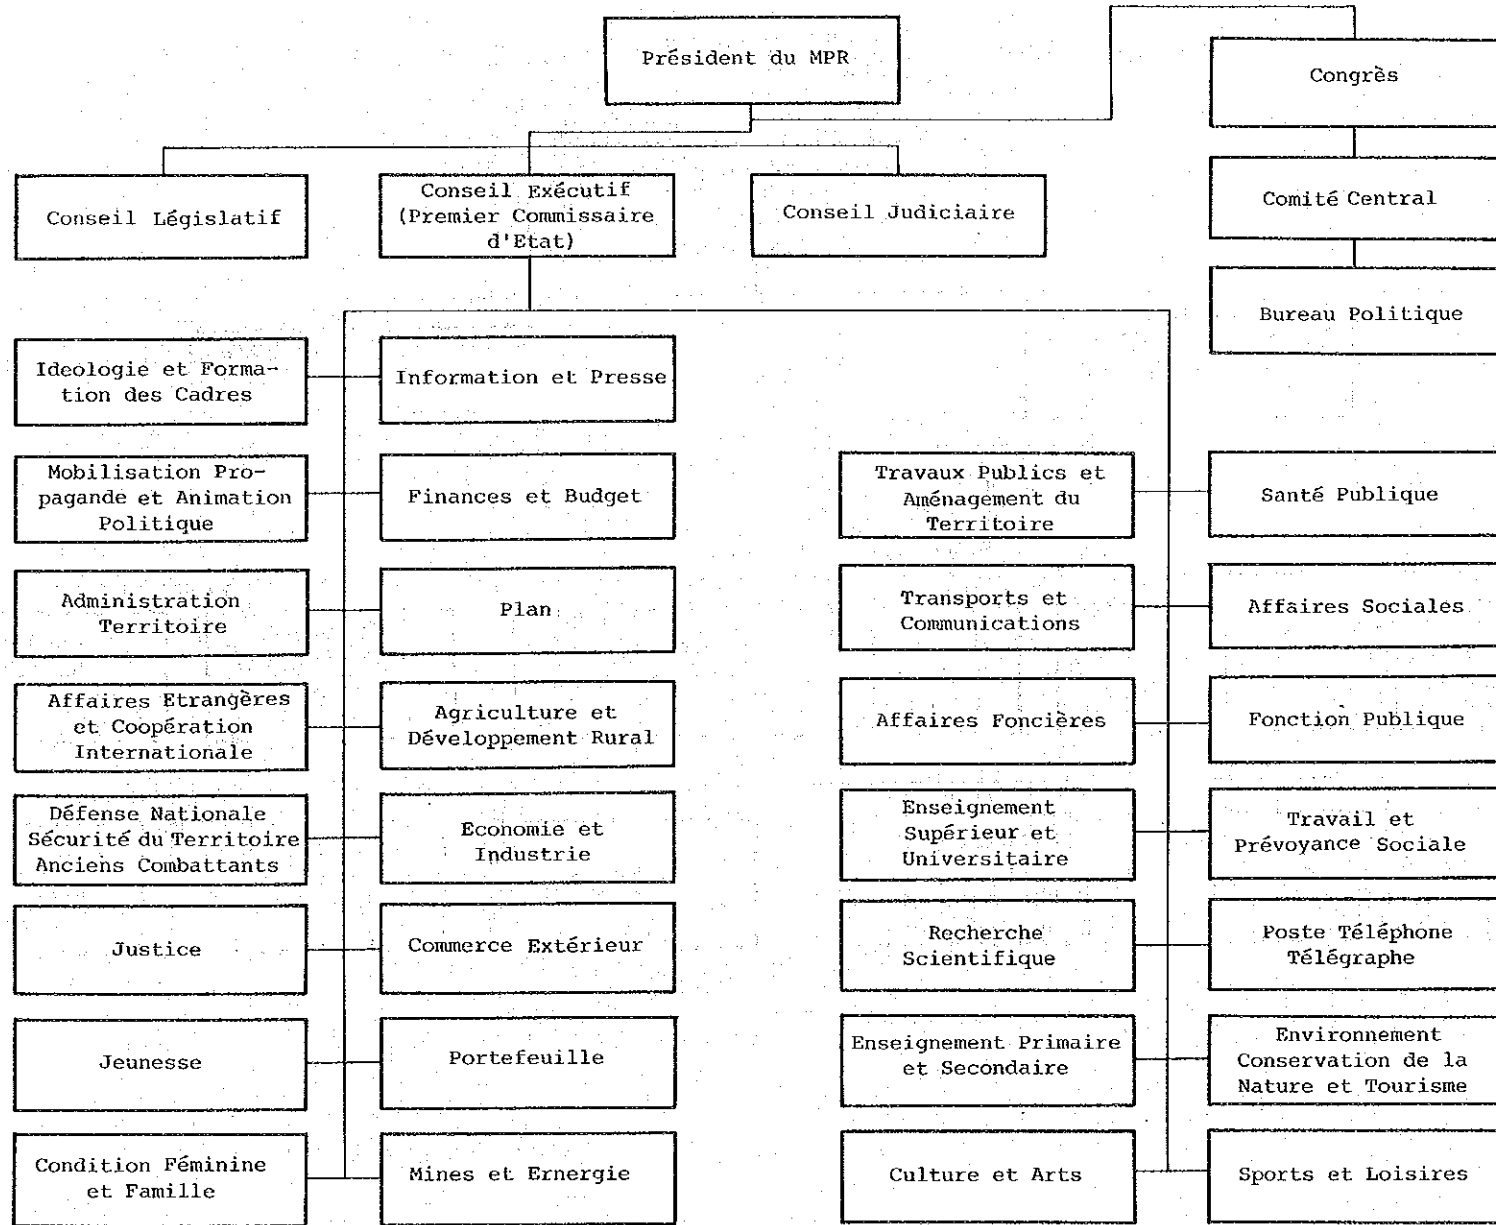 Président du MPR
Congrès
Conseil Législatif
Conseil Exécutif
(Premier Commissaire
d'Etat)
Conseil Judiciaire
Comité Central
Bureau Politique
Ideologie et Forma-
tion des Cadres
Information et Presse
Mobilisation Pro-
pagande et Animation
Politique
Finances et Budget
Travaux Publics et
Aménagement du
Territoire
Santé Publique
Administration
Territoire
Plan
Transports et
Communications
Affaires Sociales
Affaires Etrangères
et Coopération
Internationale
Agriculture et
Développement Rural
Affaires Foncières
Fonction Publique
Défense Nationale
Sécurité du Territoire
Anciens Combattants
Economie et
Industrie
Enseignement
Supérieur et
Universitaire
Travail et
Prévoyance Sociale
Justice
Commerce Extérieur
Recherche
Scientifique
Poste Téléphone
Télégraphe
Jeunesse
Portefeuille
Enseignement Primaire
et Secondaire
Environnement
Conservation de la
Nature et Tourisme
Condition Féminine
et Famille
Mines et Ernergie
Culture et Arts
Sports et Loisires